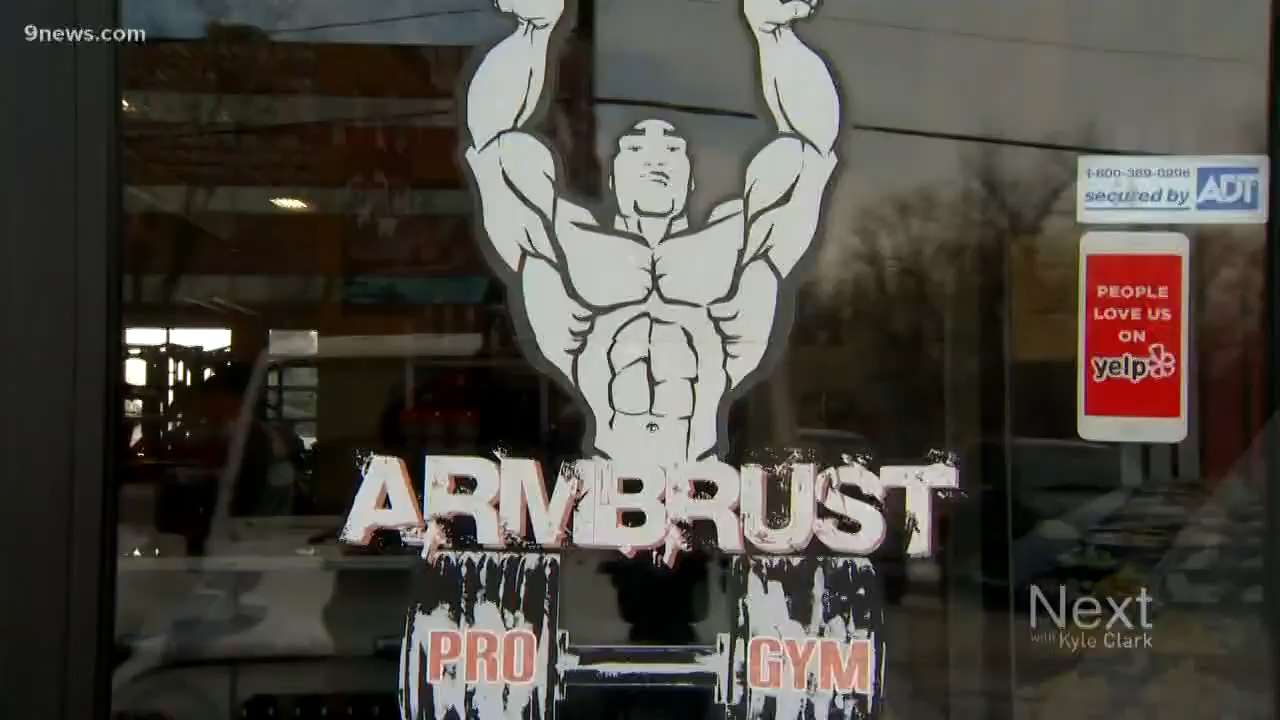 9news.com
1-800-369-0996
secured by ADT
PEOPLE
LOVE US
ON
yelp
ARMBRUST
PRO GYM
Next
with Kyle Clark